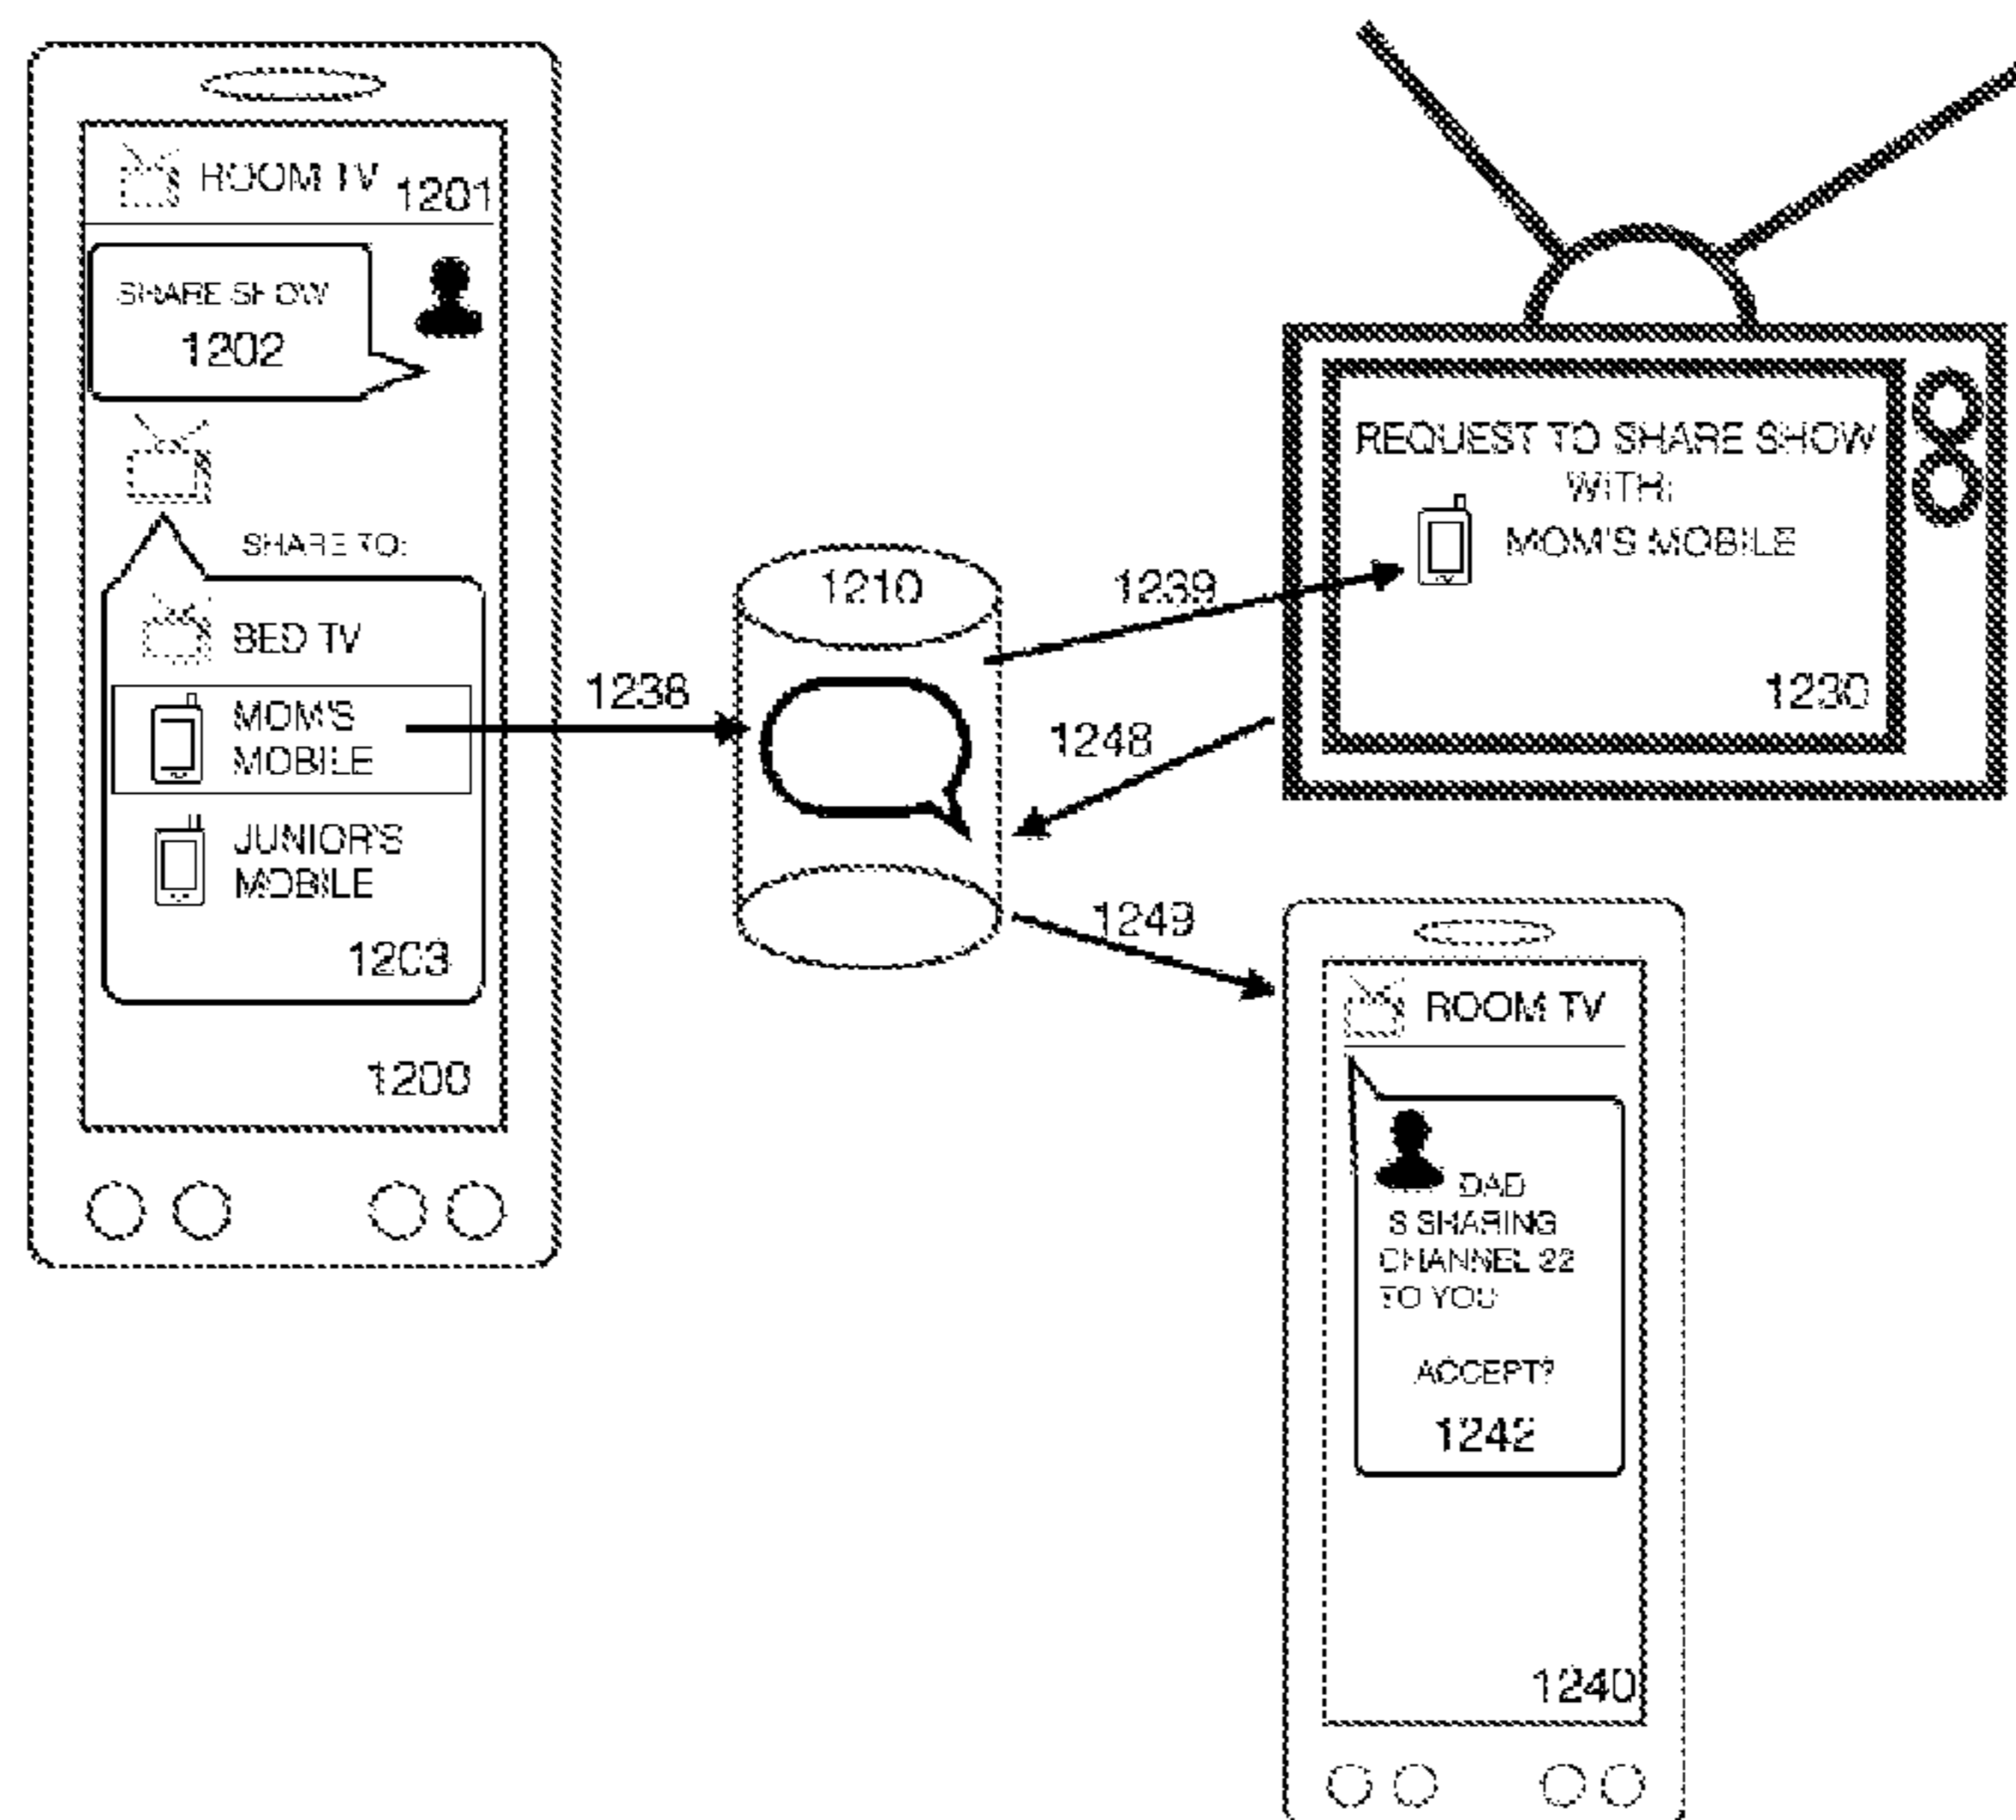 ROOM TV
1201
SHARE SHOW
1202
SHARE TO:
BED TV
MOM'S
MOBILE
JUNIOR'S
MOBILE
1203
1200
1238
1210
1239
1248
1249
REQUEST TO SHARE SHOW
WITH:
MOM'S MOBILE
1230
ROOM TV
DAD
S SHARING
CHANNEL 22
TO YOU
ACCEPT?
1242
1240